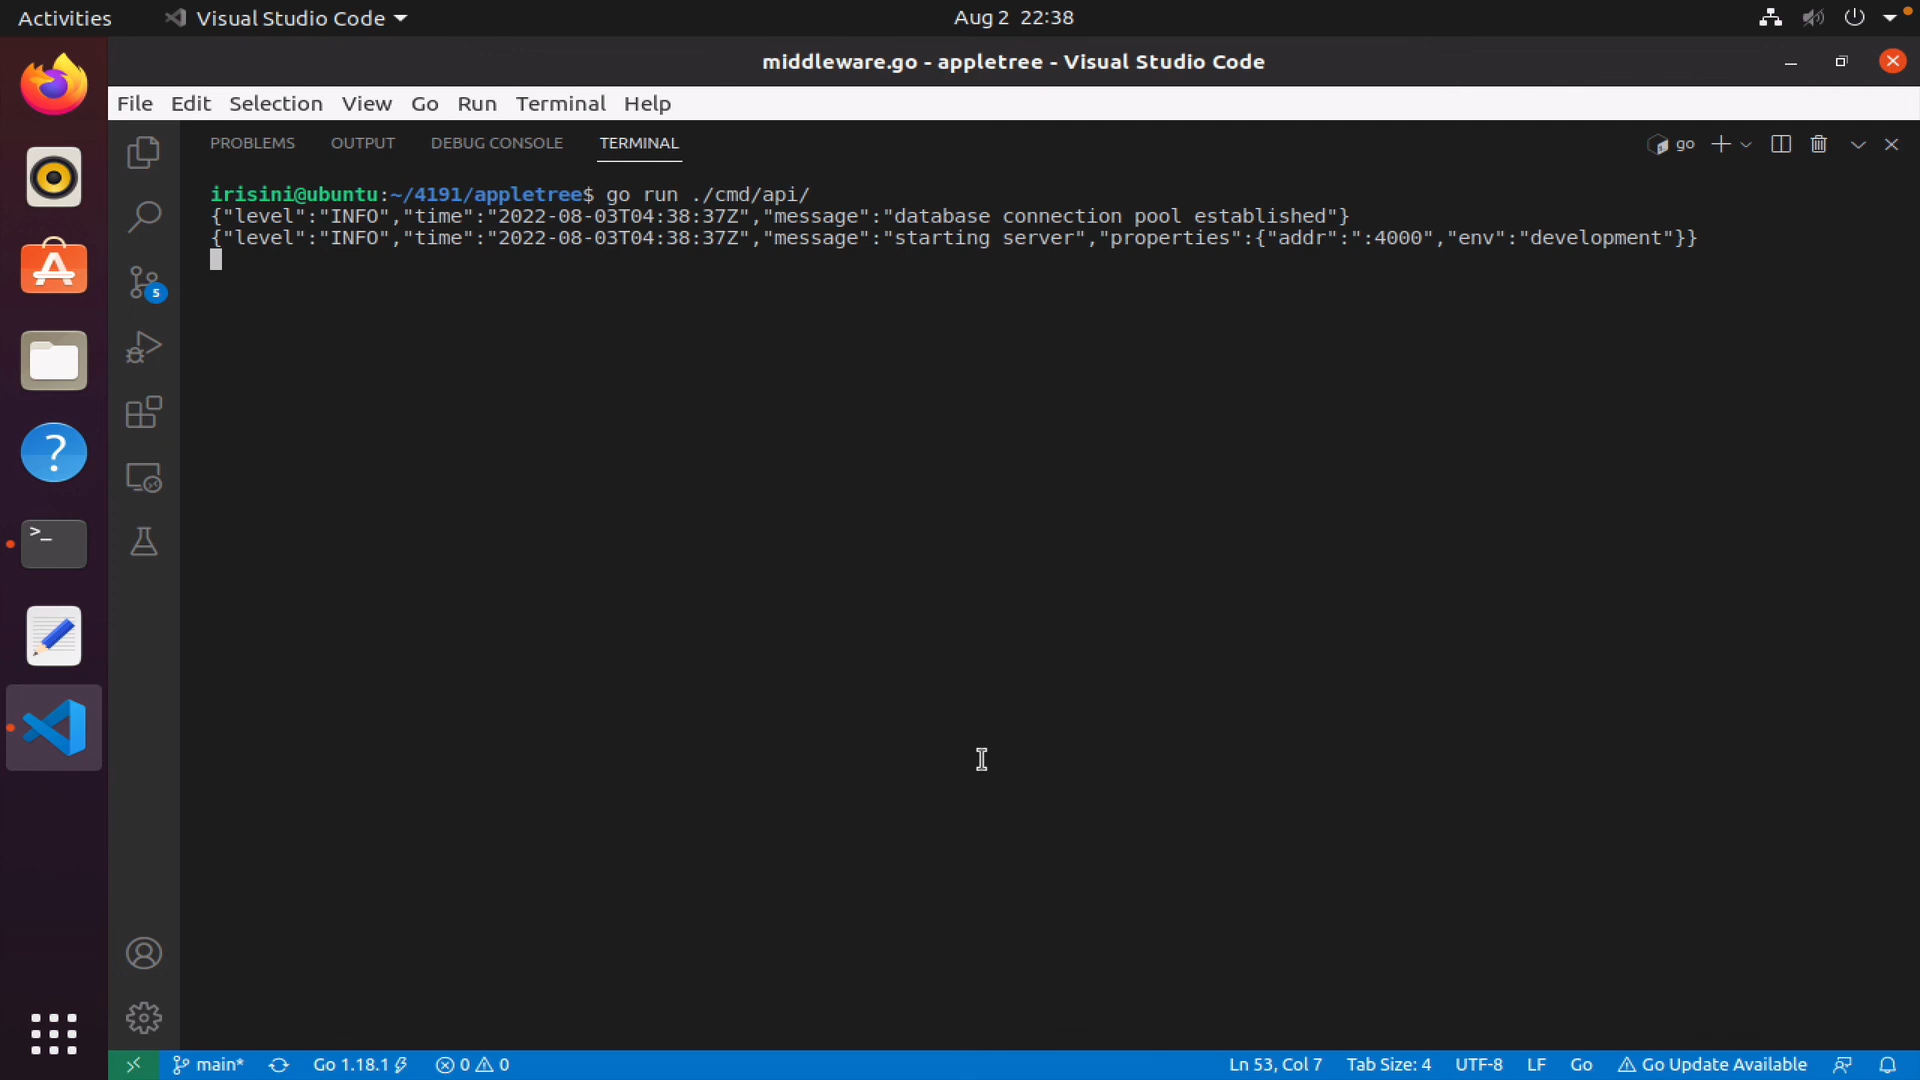 Activities
Visual Studio Code
Aug 2 22:38
middleware.go - appletree - Visual Studio Code
File Edit Selection View Go Run Terminal Help
PROBLEMS OUTPUT DEBUG CONSOLE TERMINAL
go
irisini@ubuntu:~/4191/appletree$ go run ./cmd/api/
{"level":"INFO","time":"2022-08-03T04:38:37Z","message":"database connection pool established"}
{"level":"INFO","time":"2022-08-03T04:38:37Z","message":"starting server","properties":{"addr":":4000","env":"development"}}
5
main* Go 1.18.1 0 0 Ln 53, Col 7 Tab Size: 4 UTF-8 LF Go Go Update Available